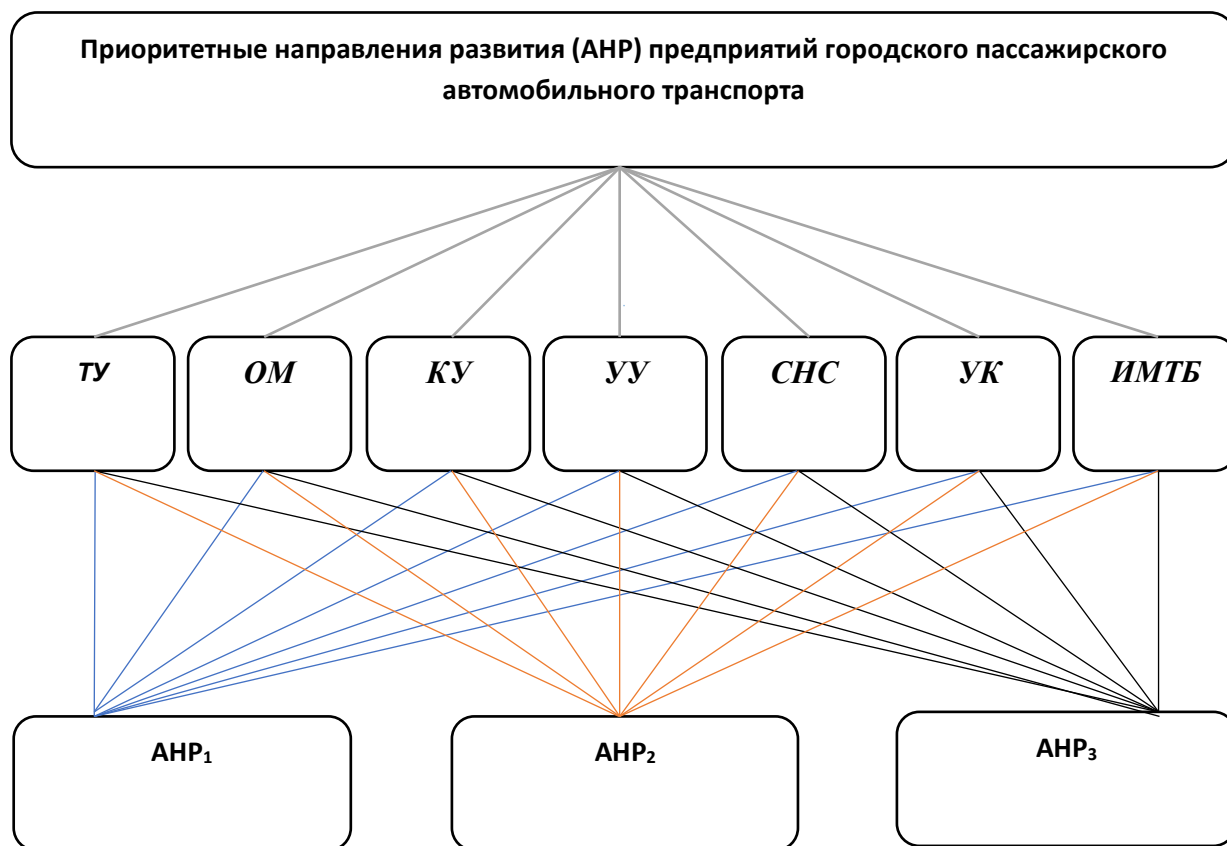 Приоритетные направления развития (АНР) предприятий городского пассажирского
автомобильного транспорта
ТУ ОМ КУ УУ СНС УК ИМТБ
АНР₁ АНР₂ АНР₃